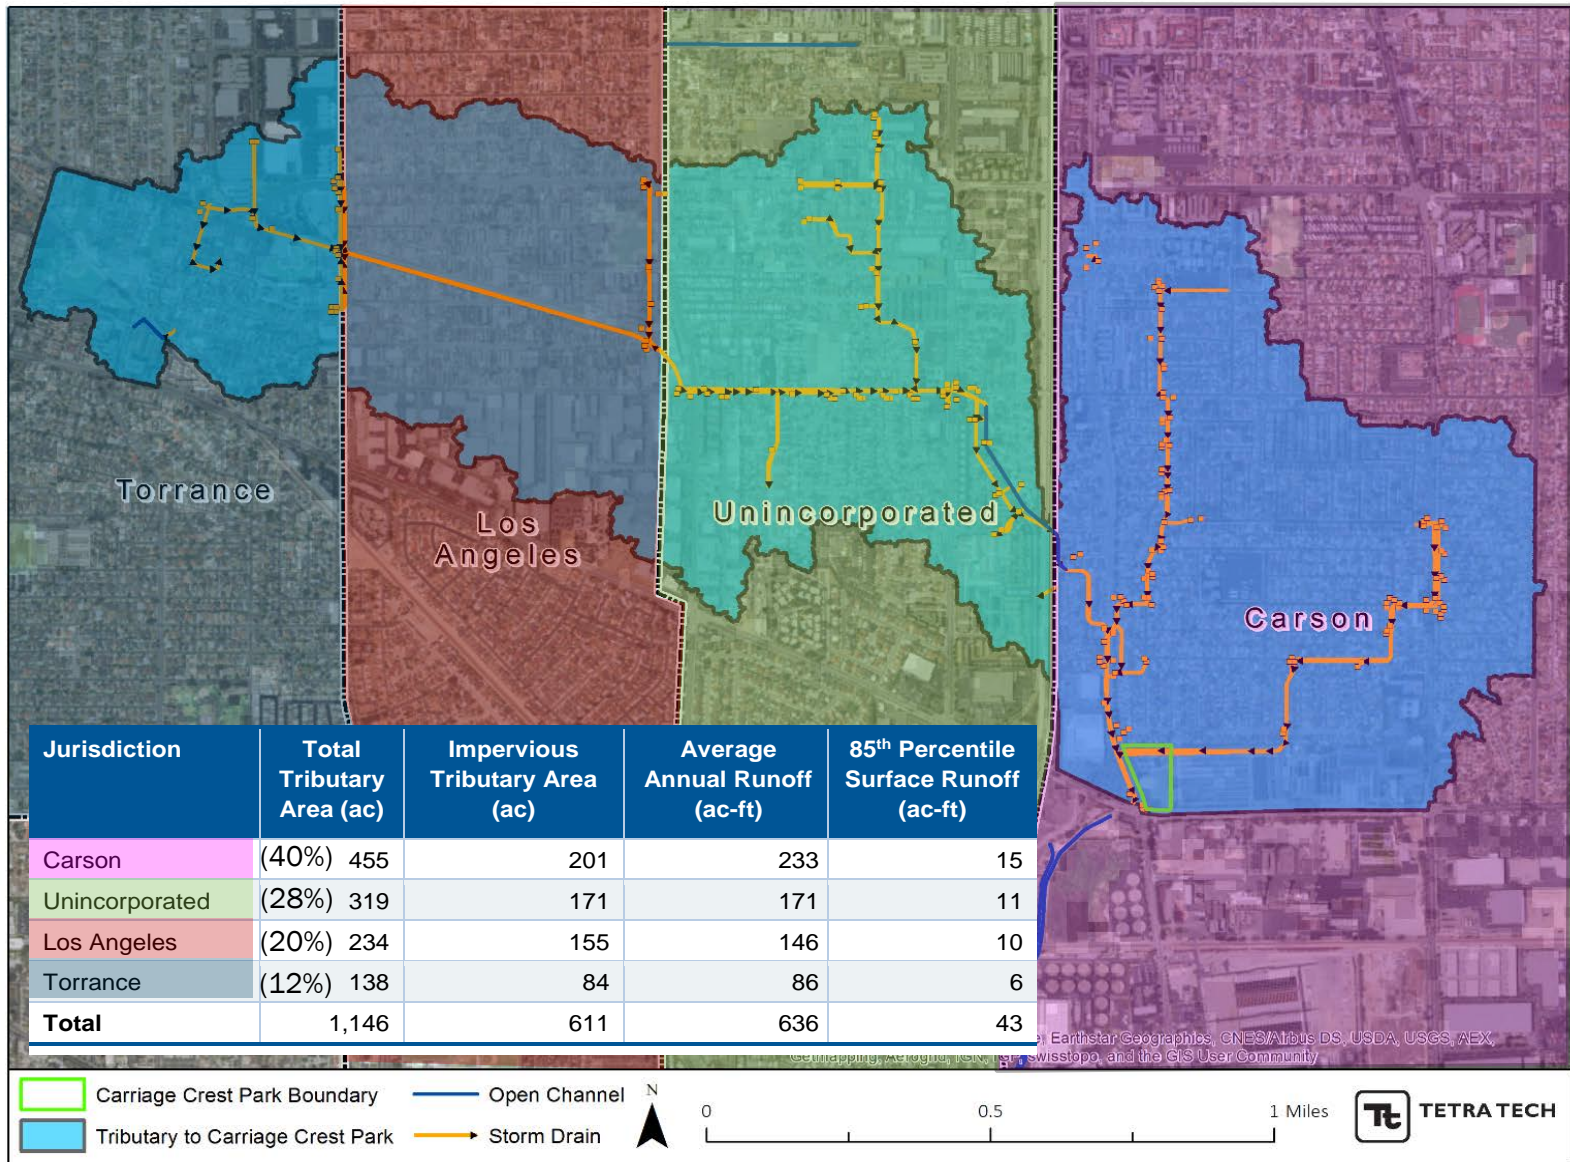 Torrance
Los
Angeles
Unincorporated
Carson
Jurisdiction Total Tributary Area (ac) Impervious Tributary Area (ac) Average Annual Runoff (ac-ft) 85th Percentile Surface Runoff (ac-ft)
Carson (40%) 455 201 233 15
Unincorporated (28%) 319 171 171 11
Los Angeles (20%) 234 155 146 10
Torrance (12%) 138 84 86 6
Total 1,146 611 636 43
Earthstar Geographics, CNES/Airbus DS, USDA, USGS, AEX,
Getmapping, Aerogrid, IGN, swisstopo, and the GIS User Community
Carriage Crest Park Boundary
Open Channel
Tributary to Carriage Crest Park
Storm Drain
N
0 0.5 1 Miles
Tt
TETRA TECH